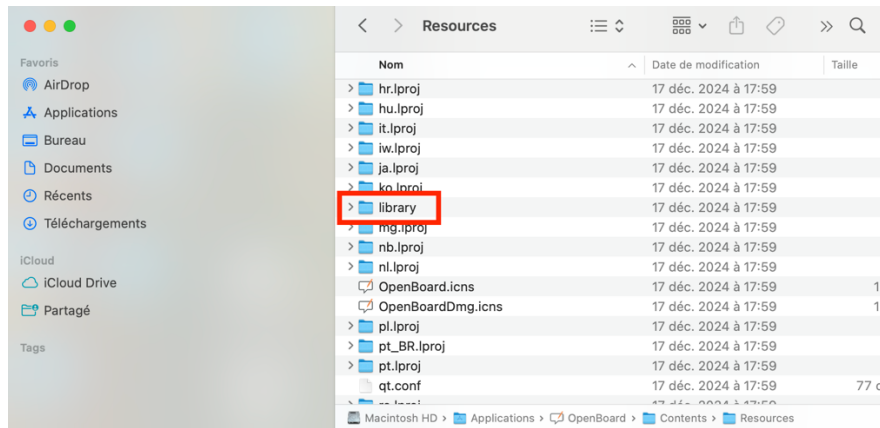 Resources
Favoris
AirDrop
Applications
Bureau
Documents
Récents
Téléchargements
iCloud
iCloud Drive
Partagé
Tags
Nom Date de modification Taille
hr.lproj 17 déc. 2024 à 17:59
hu.lproj 17 déc. 2024 à 17:59
it.lproj 17 déc. 2024 à 17:59
iw.lproj 17 déc. 2024 à 17:59
ja.lproj 17 déc. 2024 à 17:59
ko.lproj 17 déc. 2024 à 17:59
library 17 déc. 2024 à 17:59
mg.lproj 17 déc. 2024 à 17:59
nb.lproj 17 déc. 2024 à 17:59
nl.lproj 17 déc. 2024 à 17:59
OpenBoard.icns 17 déc. 2024 à 17:59 1
OpenBoardDmg.icns 17 déc. 2024 à 17:59 1
pl.lproj 17 déc. 2024 à 17:59
pt_BR.lproj 17 déc. 2024 à 17:59
pt.lproj 17 déc. 2024 à 17:59
qt.conf 17 déc. 2024 à 17:59 77
Macintosh HD › Applications › OpenBoard › Contents › Resources